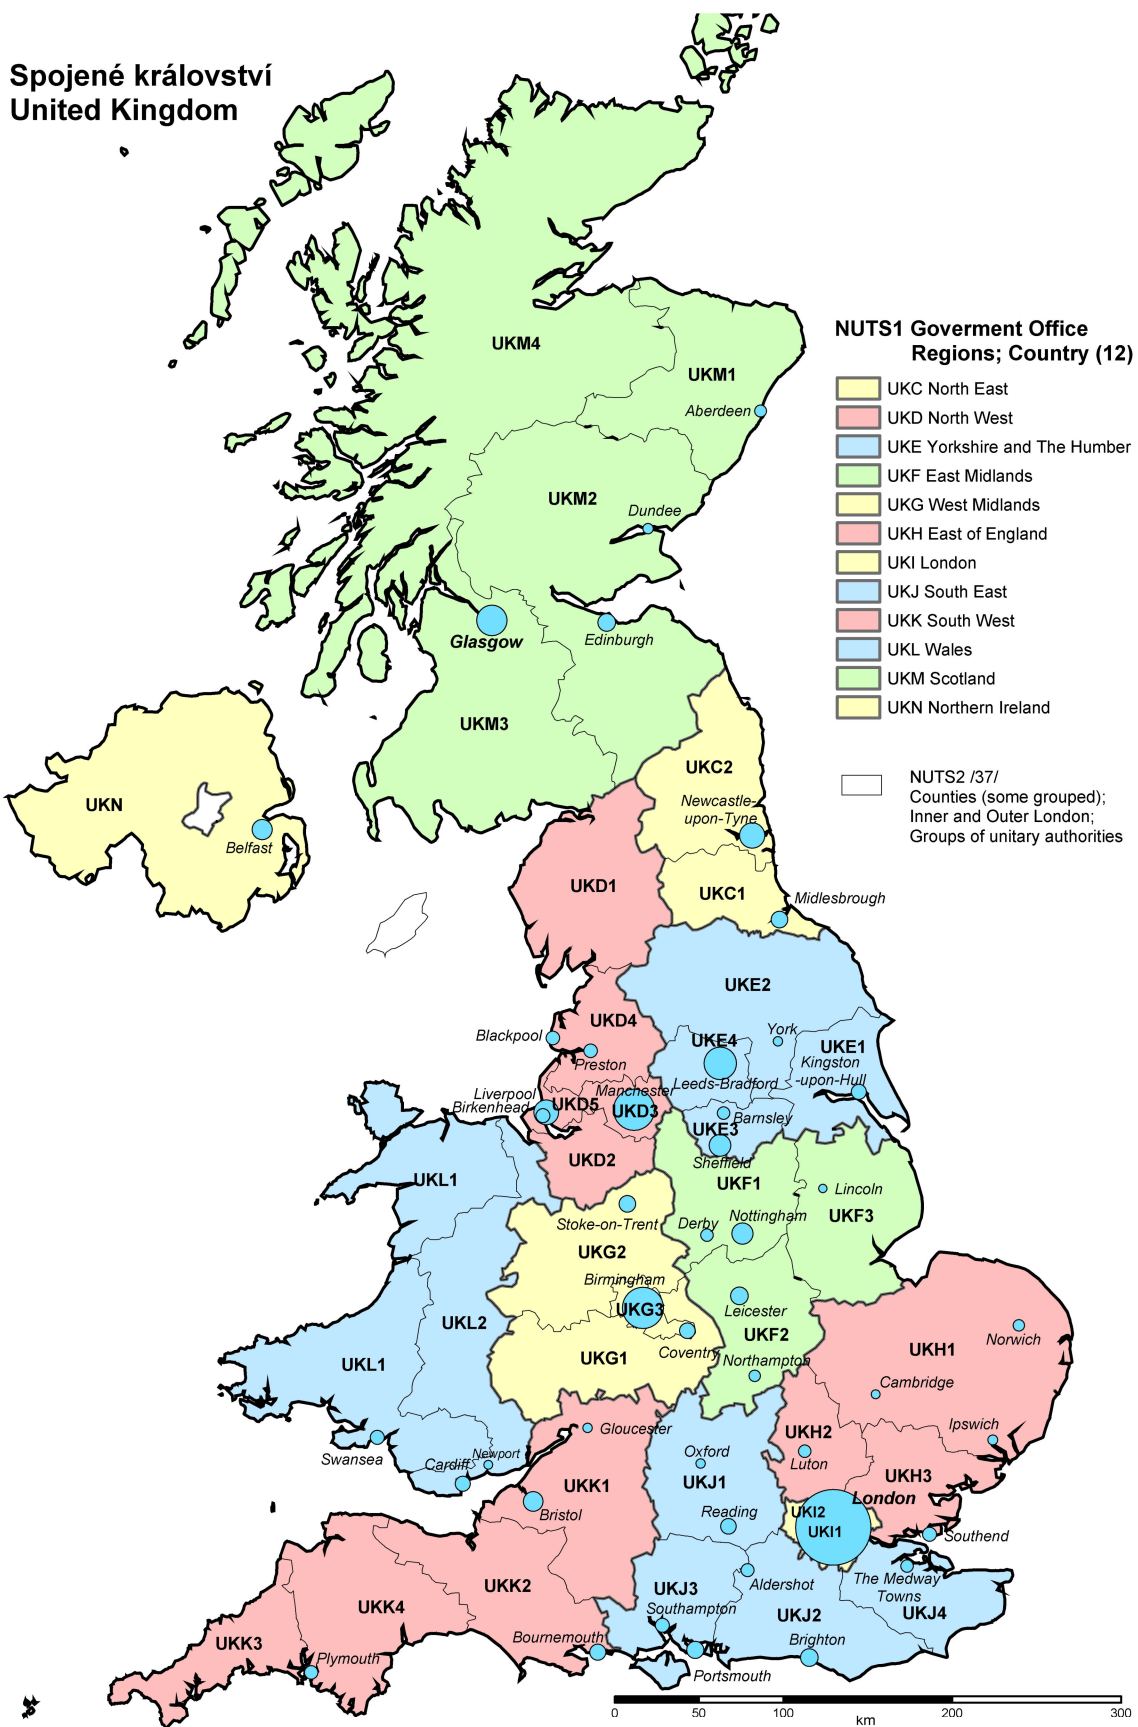 Spojené království
United Kingdom
NUTS1 Goverment Office
Regions; Country (12)
UKC North East
UKD North West
UKE Yorkshire and The Humber
UKF East Midlands
UKG West Midlands
UKH East of England
UKI London
UKJ South East
UKK South West
UKL Wales
UKM Scotland
UKN Northern Ireland
NUTS2 /37/
Counties (some grouped);
Inner and Outer London;
Groups of unitary authorities
UKM4
UKM1
Aberdeen
UKM2
Dundee
Glasgow
Edinburgh
UKM3
UKC2
Newcastle-
upon-Tyne
UKN
Belfast
UKD1
UKC1
Midlesbrough
UKE2
UKD4
Blackpool
Preston
York
UKE4
UKE1
Kingston
-upon-Hull
Leeds-Bradford
Liverpool
Birkenhead
UKD5
Manchester
UKD3
Barnsley
UKE3
Sheffield
UKD2
UKL1
UKF1
Lincoln
UKF3
Stoke-on-Trent
Derby
Nottingham
UKG2
Birmingham
UKG3
Leicester
UKL2
UKF2
Coventry
Northampton
UKL1
UKG1
UKH1
Norwich
Cambridge
Ipswich
Gloucester
UKH2
Luton
Swansea
Cardiff
Newport
Oxford
UKJ1
UKH3
UKK1
London
UKI2
UKI1
Bristol
Reading
Southend
UKK2
UKJ3
Aldershot
The Medway
Towns
UKK4
Southampton
UKJ2
UKJ4
UKK3
Bournemouth
Brighton
Plymouth
Portsmouth
0 50 100 200 300
km